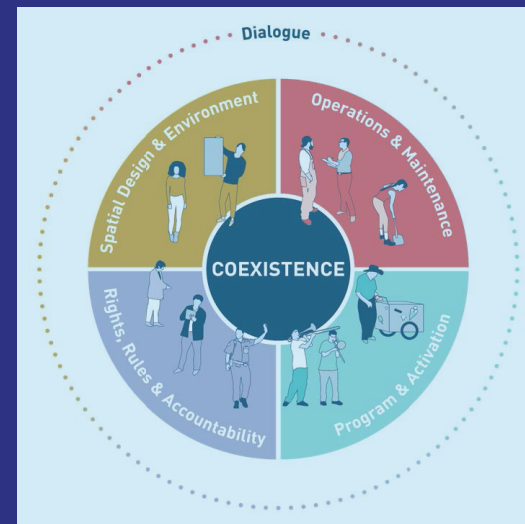 Dialogue
Spatial Design & Environment
Operations & Maintenance
COEXISTENCE
Rights, Rules & Accountability
Program & Activation